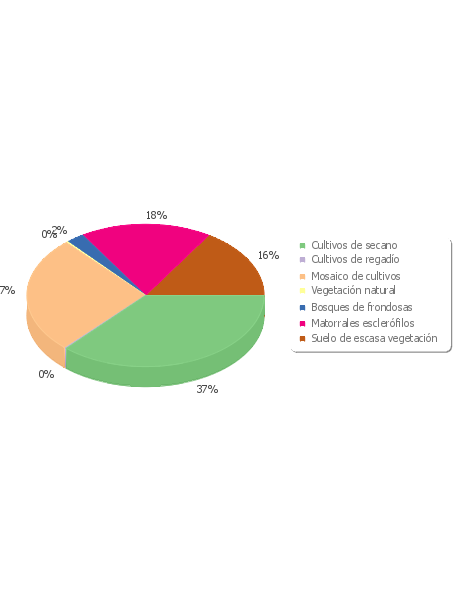 18%
2%
0%
16%
7%
0%
37%
Cultivos de secano
Cultivos de regadío
Mosaico de cultivos
Vegetación natural
Bosques de frondosas
Matorrales esclerófilos
Suelo de escasa vegetación